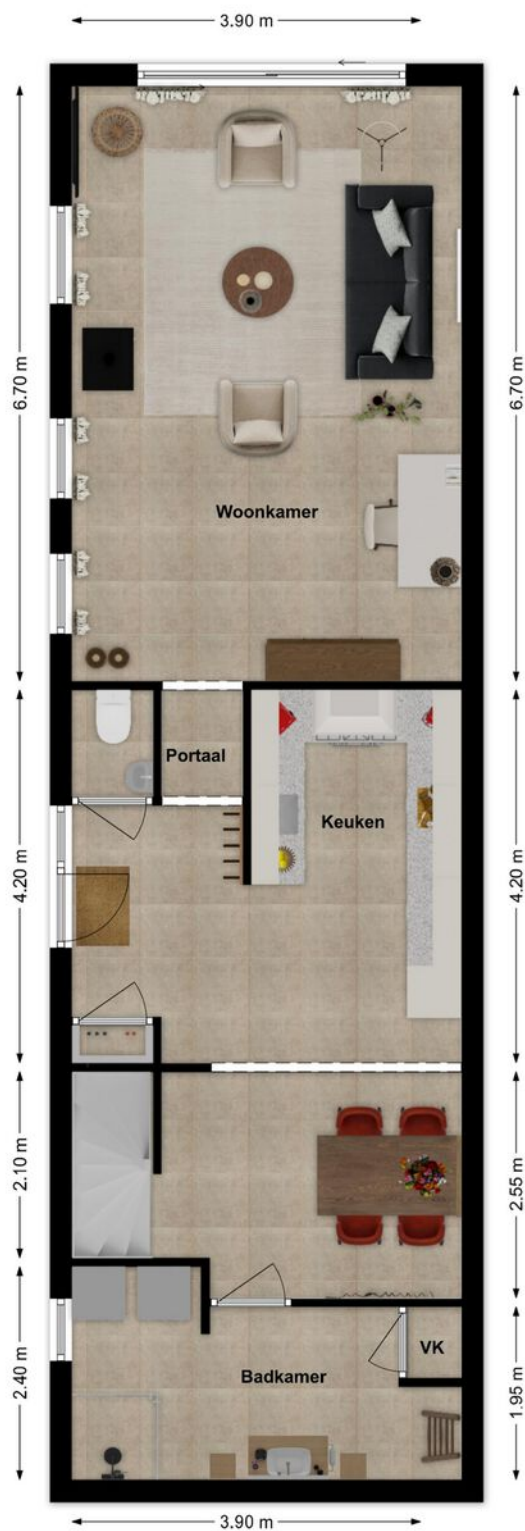 3.90 m
6.70 m
6.70 m
Woonkamer
Portaal
Keuken
4.20 m
4.20 m
2.10 m
2.55 m
VK
Badkamer
2.40 m
1.95 m
3.90 m